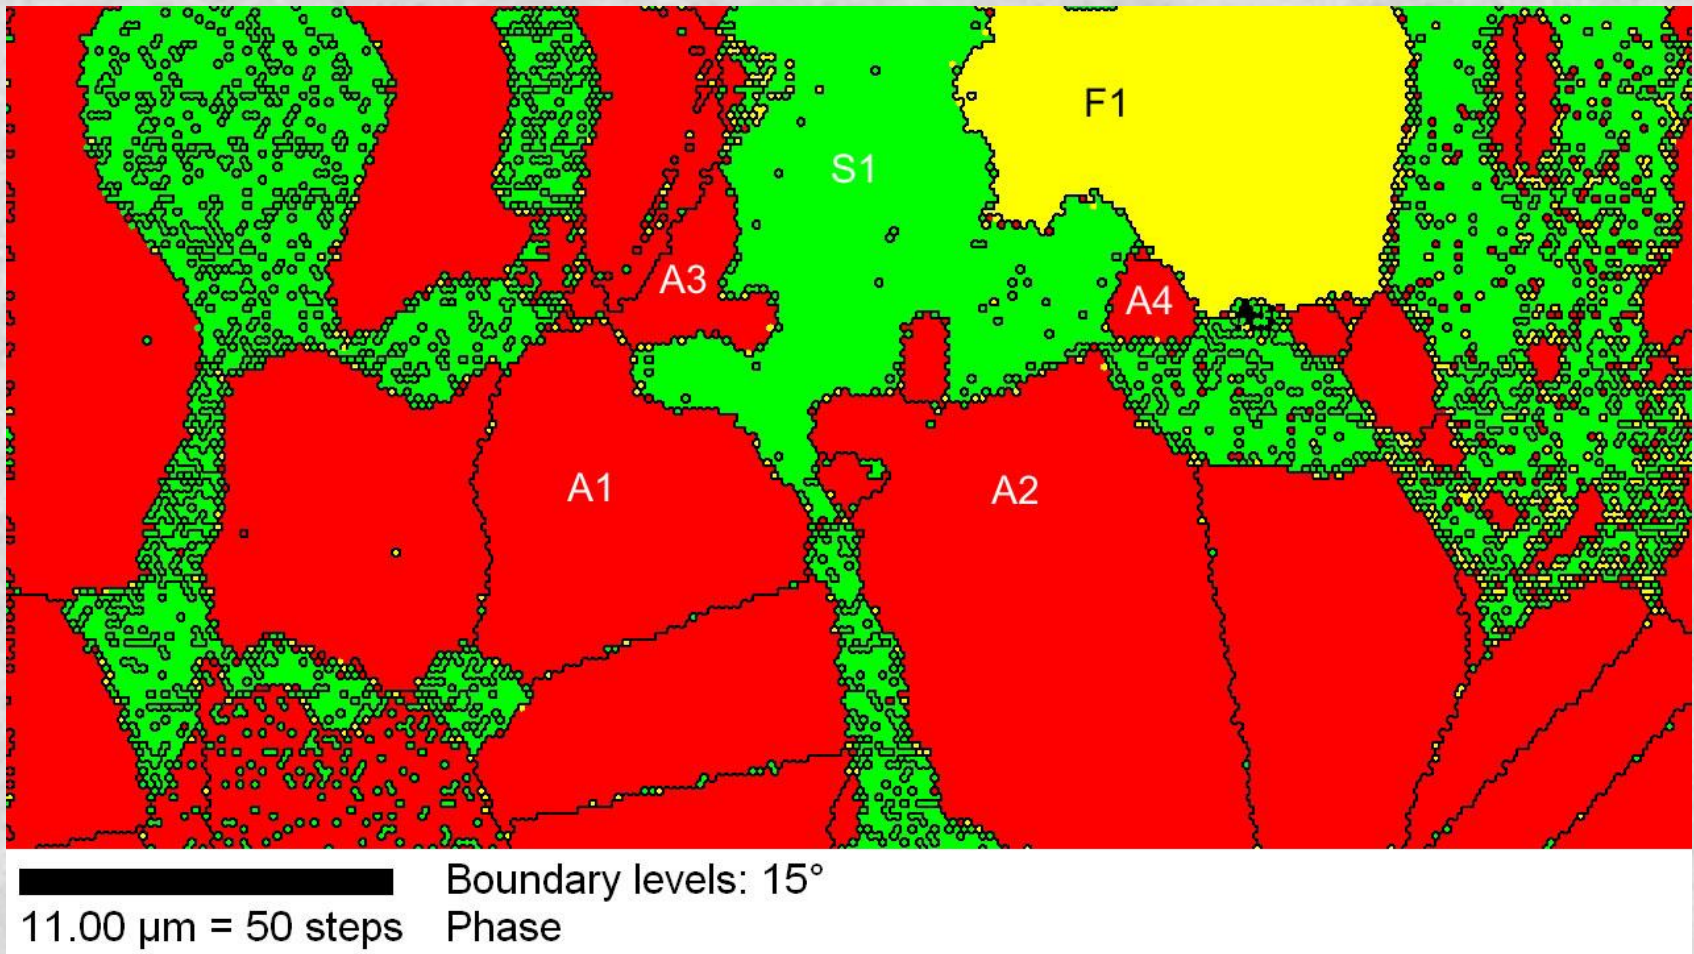 F1
S1
A3
A4
A1
A2
Boundary levels: 15°
11.00 µm = 50 steps
Phase